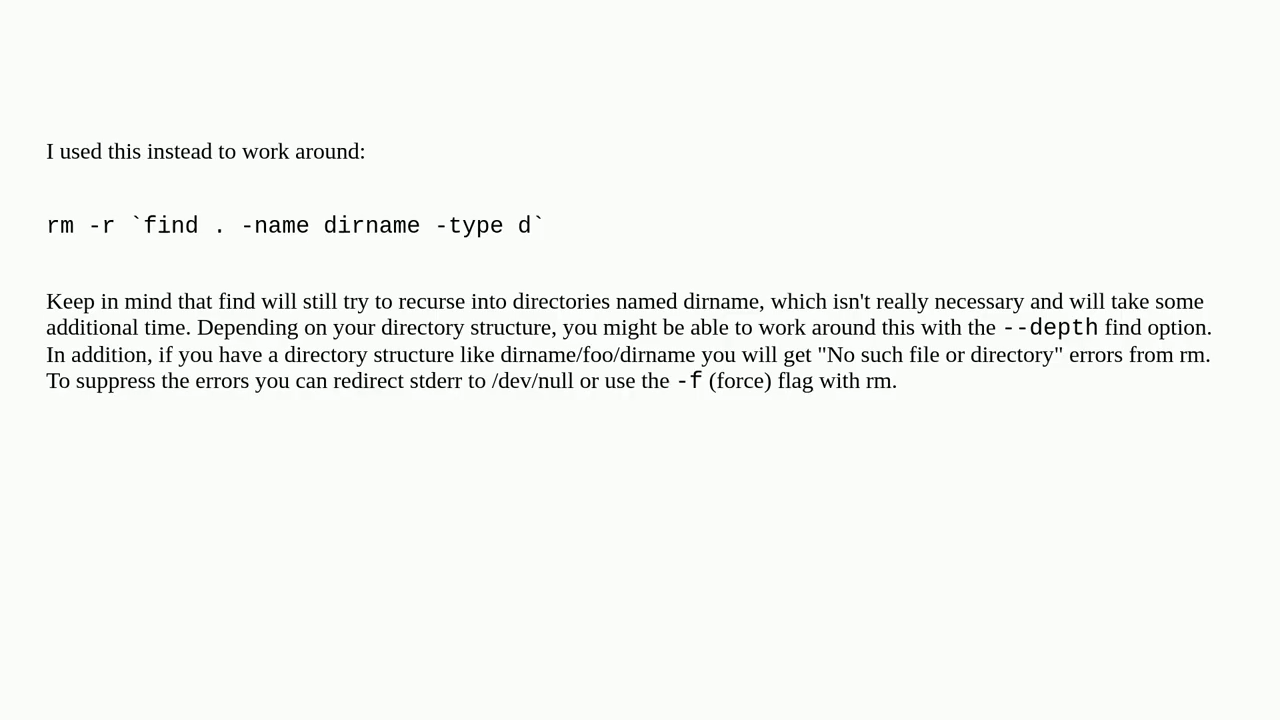 I used this instead to work around:
rm -r `find . -name dirname -type d`
Keep in mind that find will still try to recurse into directories named dirname, which isn't really necessary and will take some
additional time. Depending on your directory structure, you might be able to work around this with the --depth find option.
In addition, if you have a directory structure like dirname/foo/dirname you will get "No such file or directory" errors from rm.
To suppress the errors you can redirect stderr to /dev/null or use the -f (force) flag with rm.